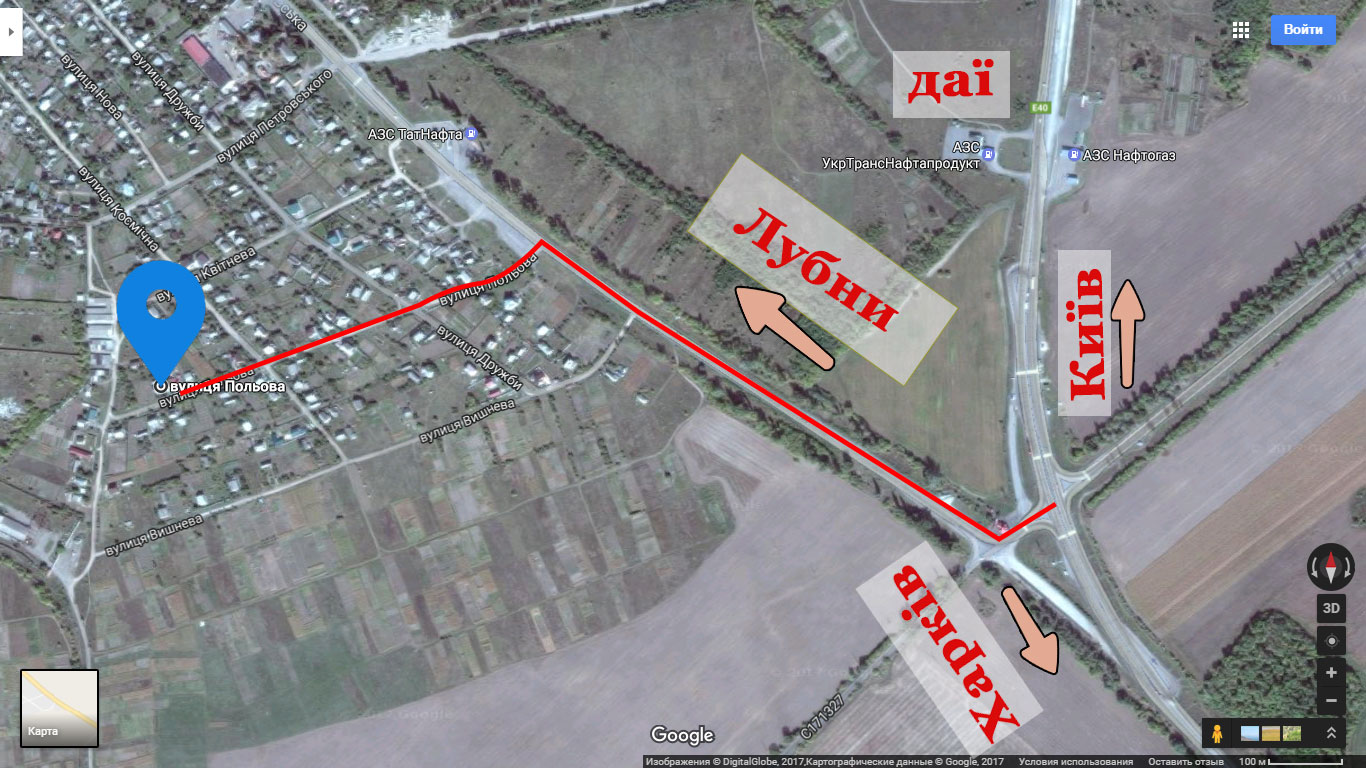 ська
Войти
вулиця Нова
вулиця Дружби
вулиця Петровського
даї
E40
АЗС ТатНафта
АЗС
УкрТрансНафтапродукт
АЗС Нафтогаз
вулиця Космічна
Квітнева
Лубни
Київ
вулиця Польова
вулиця Дружби
вулиця Польова
вулиця
вулиця Вишнева
вулиця Вишнева
Харків
C171327
3D
Карта
Google
Изображения © DigitalGlobe, 2017,Картографические данные © Google, 2017 Условия использования Оставить отзыв 100 м